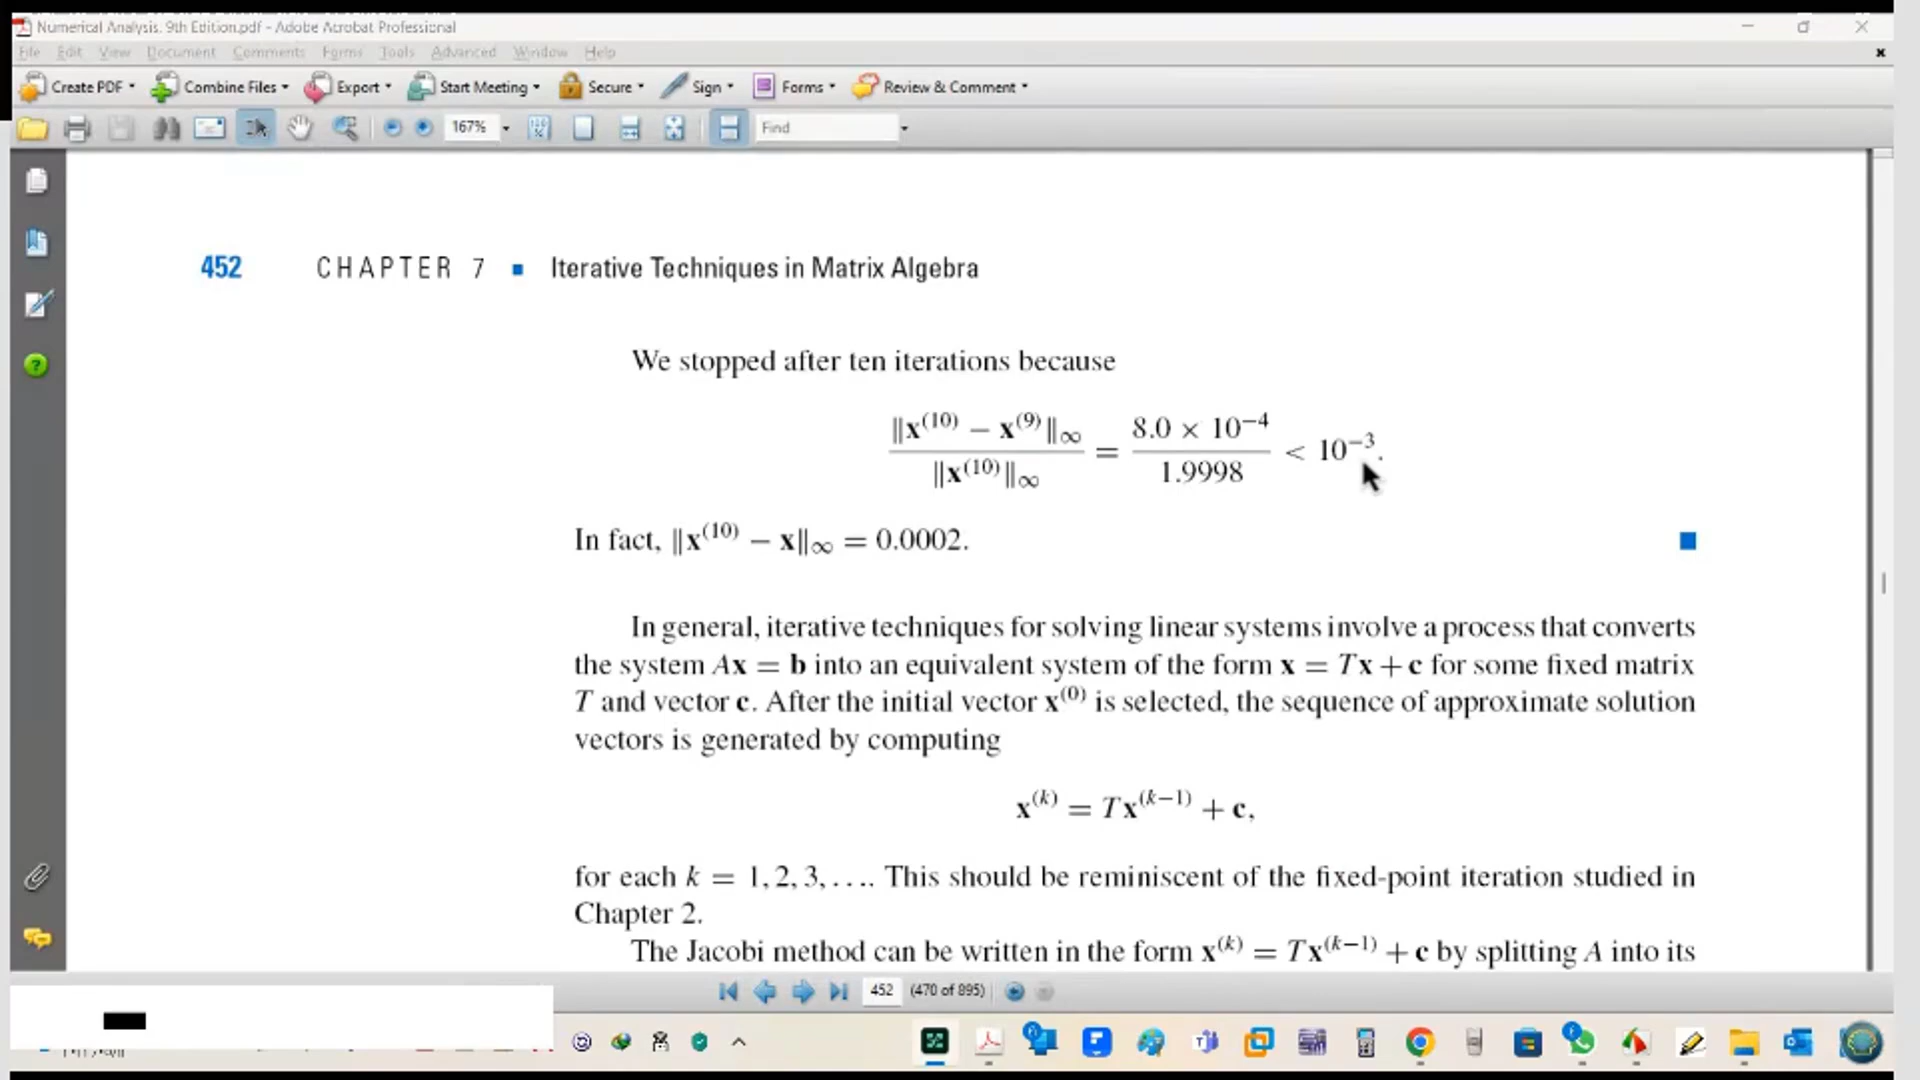 Numerical Analysis. 9th Edition.pdf - Adobe Acrobat Professional
File Edit View Document Comments Forms Tools Advanced Window Help
Create PDF Combine Files Export Start Meeting Secure Sign Forms Review & Comment
167% Find
452 CHAPTER 7 ■ Iterative Techniques in Matrix Algebra
We stopped after ten iterations because
‖x^(10) − x^(9)‖∞ / ‖x^(10)‖∞ = 8.0 × 10^−4 / 1.9998 < 10^−3.
In fact, ‖x^(10) − x‖∞ = 0.0002.
In general, iterative techniques for solving linear systems involve a process that converts
the system Ax = b into an equivalent system of the form x = Tx + c for some fixed matrix
T and vector c. After the initial vector x^(0) is selected, the sequence of approximate solution
vectors is generated by computing
x^(k) = Tx^(k−1) + c,
for each k = 1, 2, 3, . . . . This should be reminiscent of the fixed-point iteration studied in
Chapter 2.
The Jacobi method can be written in the form x^(k) = Tx^(k−1) + c by splitting A into its
452 (470 of 895)